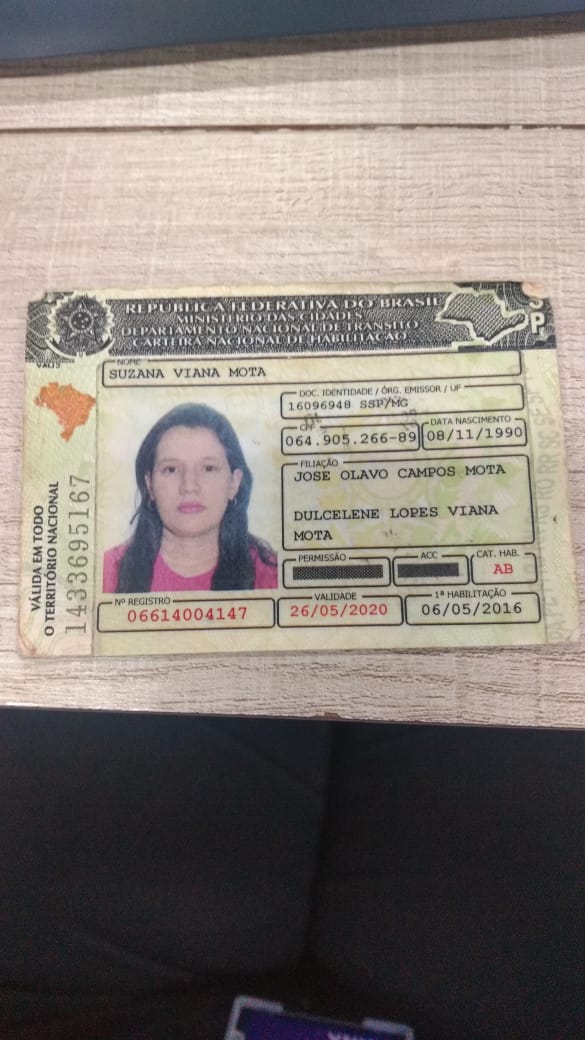 REPÚBLICA FEDERATIVA DO BRASIL
MINISTÉRIO DAS CIDADES
DEPARTAMENTO NACIONAL DE TRÂNSITO
CARTEIRA NACIONAL DE HABILITAÇÃO
SP
NOME
SUZANA VIANA MOTA
DOC. IDENTIDADE / ÓRG. EMISSOR / UF
16096948 SSP/MG
CPF
064.905.266-89
DATA NASCIMENTO
08/11/1990
FILIAÇÃO
JOSE OLAVO CAMPOS MOTA
DULCELENE LOPES VIANA
MOTA
PERMISSÃO
ACC
CAT. HAB.
AB
Nº REGISTRO
06614004147
VALIDADE
26/05/2020
1ª HABILITAÇÃO
06/05/2016
VÁLIDA EM TODO
O TERRITÓRIO NACIONAL
1433695167